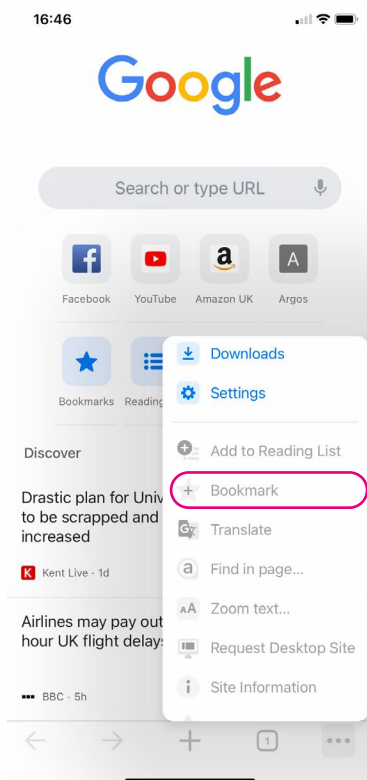 16:46
Google
Search or type URL
A
Facebook YouTube Amazon UK Argos
Downloads
Settings
Bookmarks Reading
Add to Reading List
Bookmark
Translate
Find in page...
Zoom text...
Request Desktop Site
Site Information
Discover
Drastic plan for Univ
to be scrapped and
increased
K Kent Live · 1d
Airlines may pay out
hour UK flight delay
BBC · 5h
1